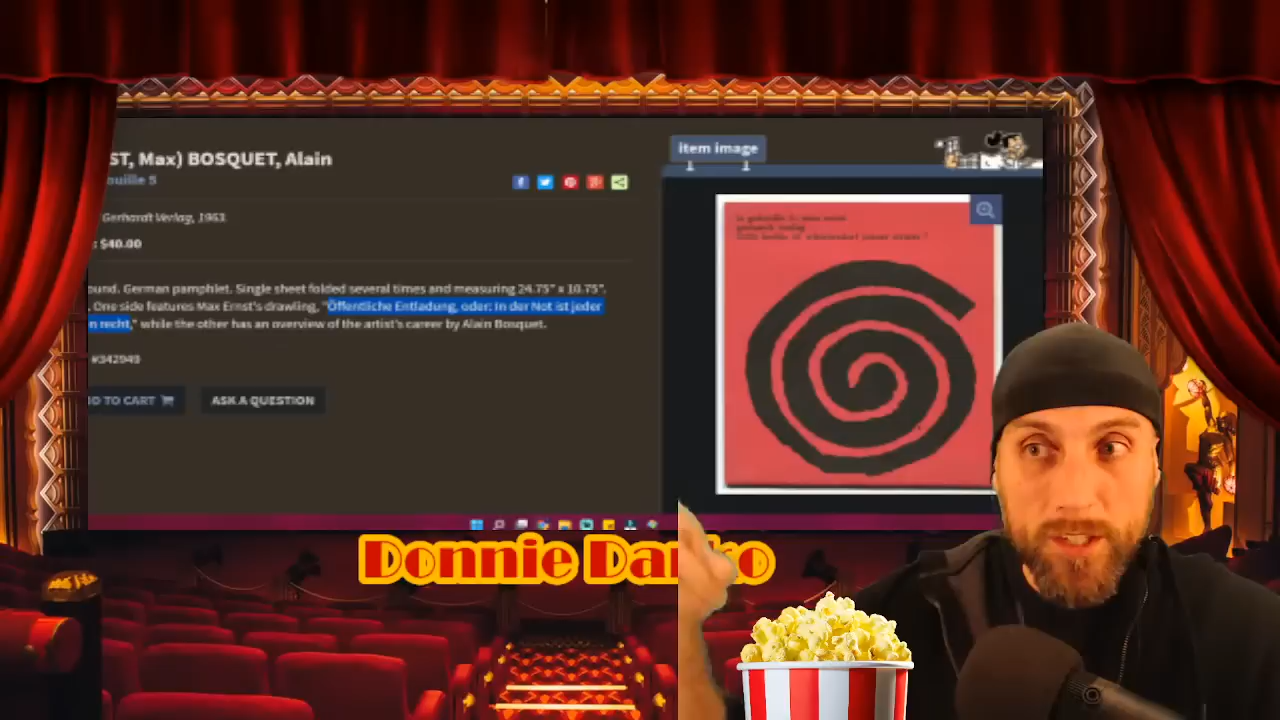 ST, Max) BOSQUET, Alain
ouille 5
Gerhardt Verlag, 1963
: $40.00
ound. German pamphlet. Single sheet folded several times and measuring 24.75" x 10.75".
. One side features Max Ernst's drawling, "Öffentliche Entladung, oder: in der Not ist jeder
n recht," while the other has an overview of the artist's career by Alain Bosquet.
#342949
D TO CART
ASK A QUESTION
item image
Donnie Da ko